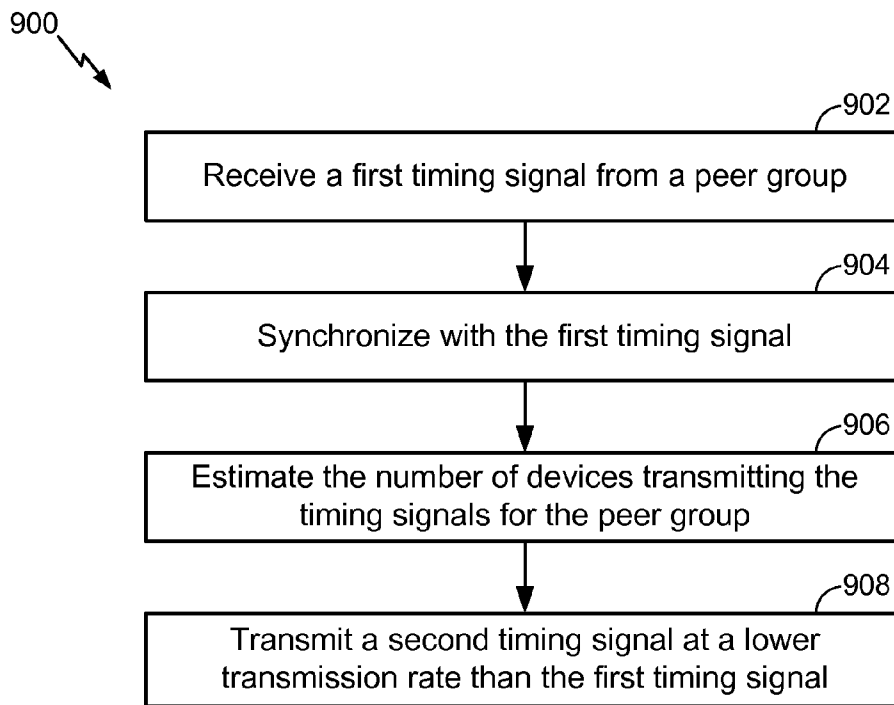 900
902
Receive a first timing signal from a peer group
904
Synchronize with the first timing signal
906
Estimate the number of devices transmitting the
timing signals for the peer group
908
Transmit a second timing signal at a lower
transmission rate than the first timing signal